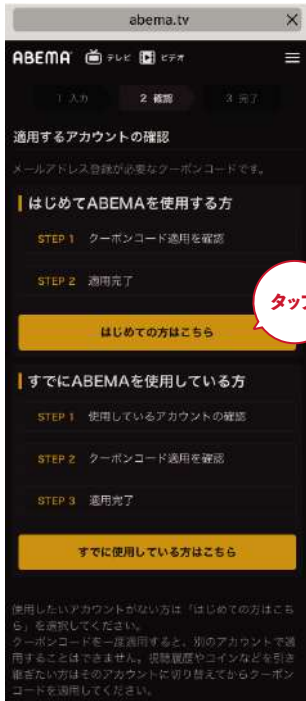 abema.tv
ABEMA テレビ ビデオ
1 入力 2 確認 3 完了
適用するアカウントの確認
メールアドレス登録が必要なクーポンコードです。
はじめてABEMAを使用する方
STEP 1 クーポンコード適用を確認
STEP 2 適用完了
タップ
はじめての方はこちら
すでにABEMAを使用している方
STEP 1 使用しているアカウントの確認
STEP 2 クーポンコード適用を確認
STEP 3 適用完了
すでに使用している方はこちら
使用したいアカウントがない方は「はじめての方はこち
ら」を選択してください。
クーポンコードを一度適用すると、別のアカウントで適
用することはできません。視聴履歴やコインなどを引き
継ぎたい方はそのアカウントに切り替えてからクーポン
コードを適用してください。